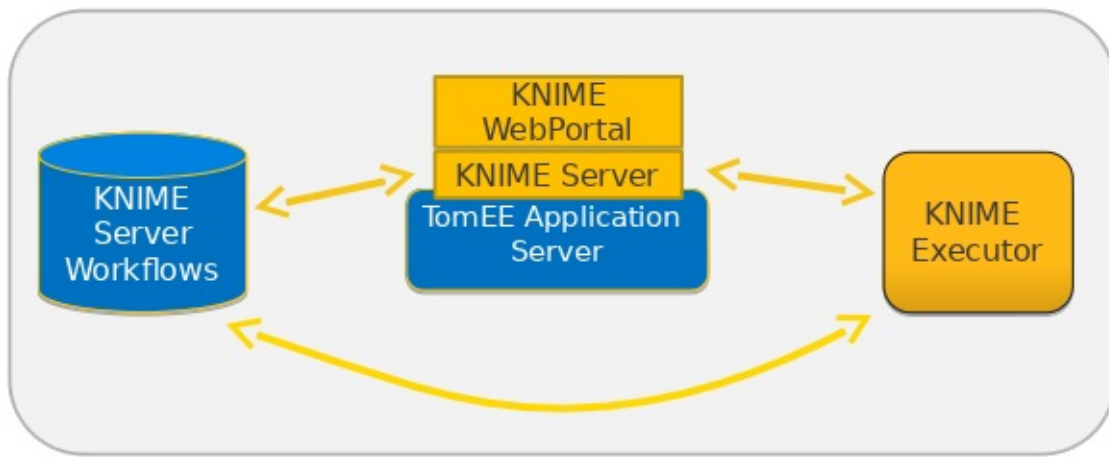 KNIME
WebPortal
KNIME Server
TomEE Application
Server
KNIME
Server
Workflows
KNIME
Executor